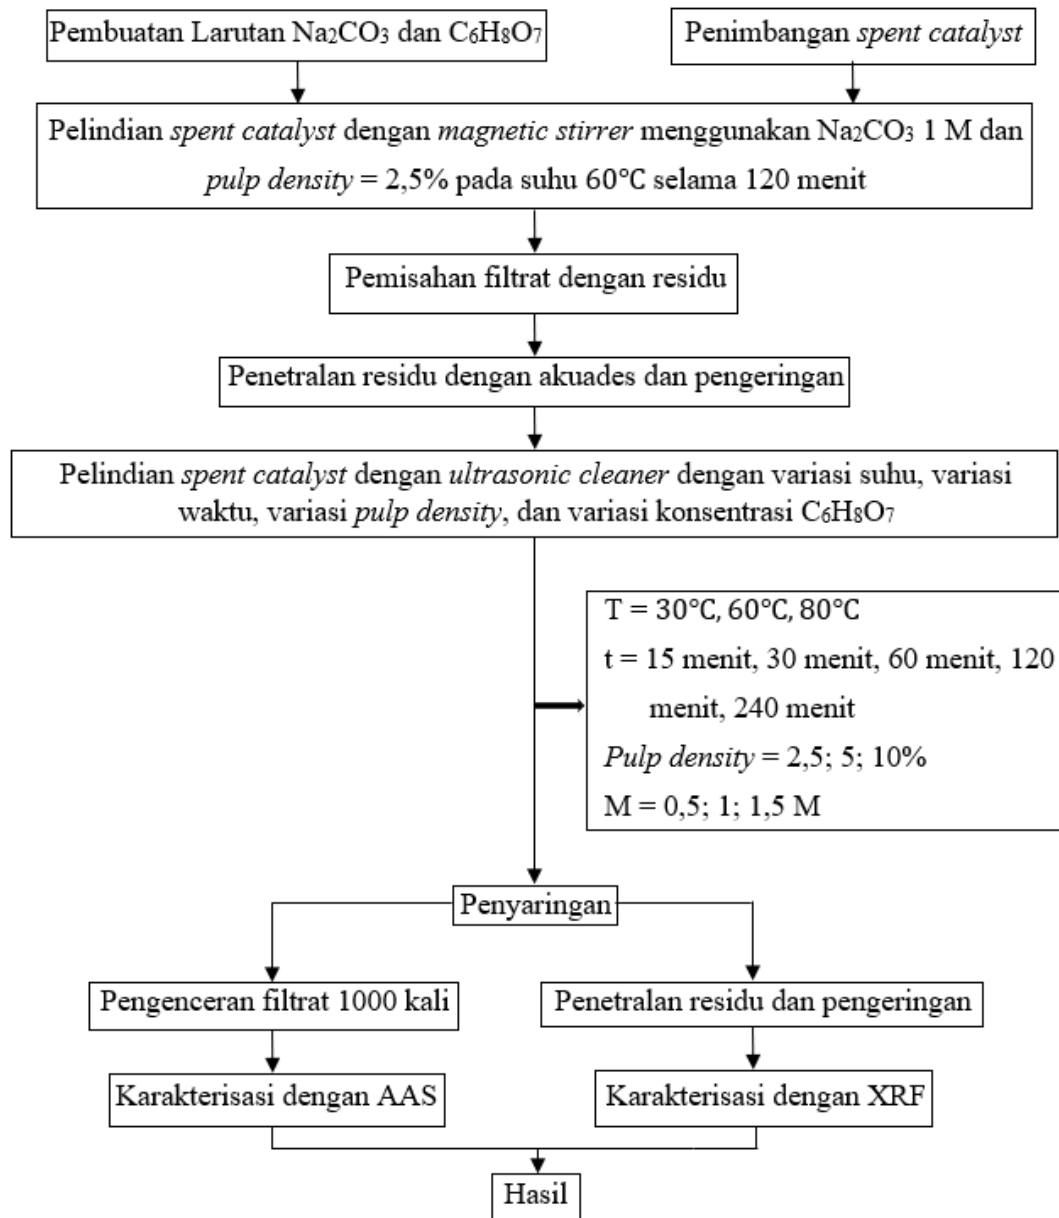 Pembuatan Larutan Na₂CO₃ dan C₆H₈O₇
Penimbangan spent catalyst
Pelindian spent catalyst dengan magnetic stirrer menggunakan Na₂CO₃ 1 M dan
pulp density = 2,5% pada suhu 60℃ selama 120 menit
Pemisahan filtrat dengan residu
Penetralan residu dengan akuades dan pengeringan
Pelindian spent catalyst dengan ultrasonic cleaner dengan variasi suhu, variasi
waktu, variasi pulp density, dan variasi konsentrasi C₆H₈O₇
T = 30℃, 60℃, 80℃
t = 15 menit, 30 menit, 60 menit, 120
menit, 240 menit
Pulp density = 2,5; 5; 10%
M = 0,5; 1; 1,5 M
Penyaringan
Pengenceran filtrat 1000 kali
Penetralan residu dan pengeringan
Karakterisasi dengan AAS
Karakterisasi dengan XRF
Hasil